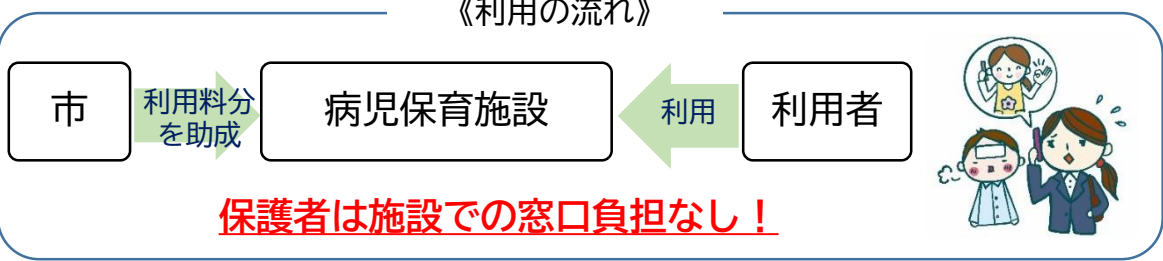 《利用の流れ》
市
利用料分
を助成
病児保育施設
利用
利用者
保護者は施設での窓口負担なし！